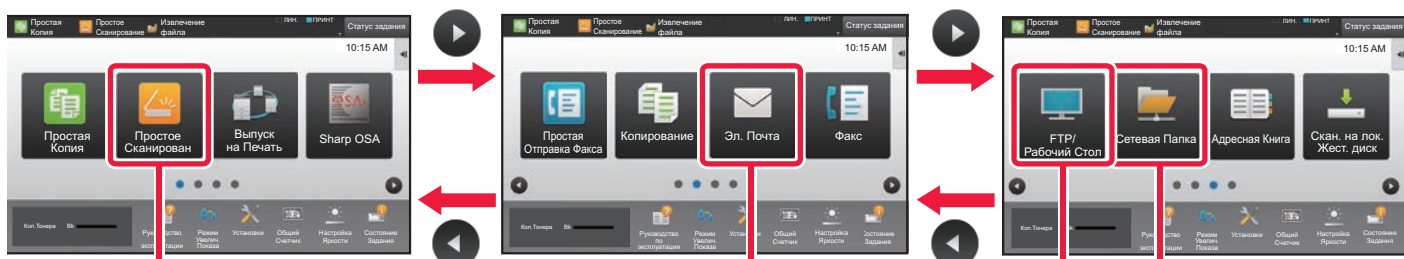 Простая
Копия
Простое
Сканирование
Извлечение
файла
ЛИН.
ПРИНТ
Статус задания
10:15 AM
Простая
Копия
Простое
Сканирован
Выпуск
на Печать
Sharp OSA
Кол.Тонера
Bk
Режим
Увелич.
Показа
Установки
Общий
Счетчик
Настройка
Яркости
Состояние
Задания
Простая
Копия
Простое
Сканирование
Извлечение
файла
ЛИН.
ПРИНТ
Статус задания
10:15 AM
Простая
Отправка Факса
Копирование
Эл. Почта
Факс
Кол.Тонера
Bk
Руководство
по
эксплуатации
Режим
Увелич.
Показа
Общий
Счетчик
Настройка
Яркости
Состояние
Задания
Простая
Копия
Простое
Сканирование
Извлечение
файла
ЛИН.
ПРИНТ
Статус задания
10:15 AM
FTP/
Рабочий Стол
Сетевая Папка
Адресная Книга
Скан. на лок.
Жест. диск
Кол.Тонера
Режим
Увелич.
Показа
Установки
Общий
Счетчик
Настройка
Яркости
Состояние
Задания